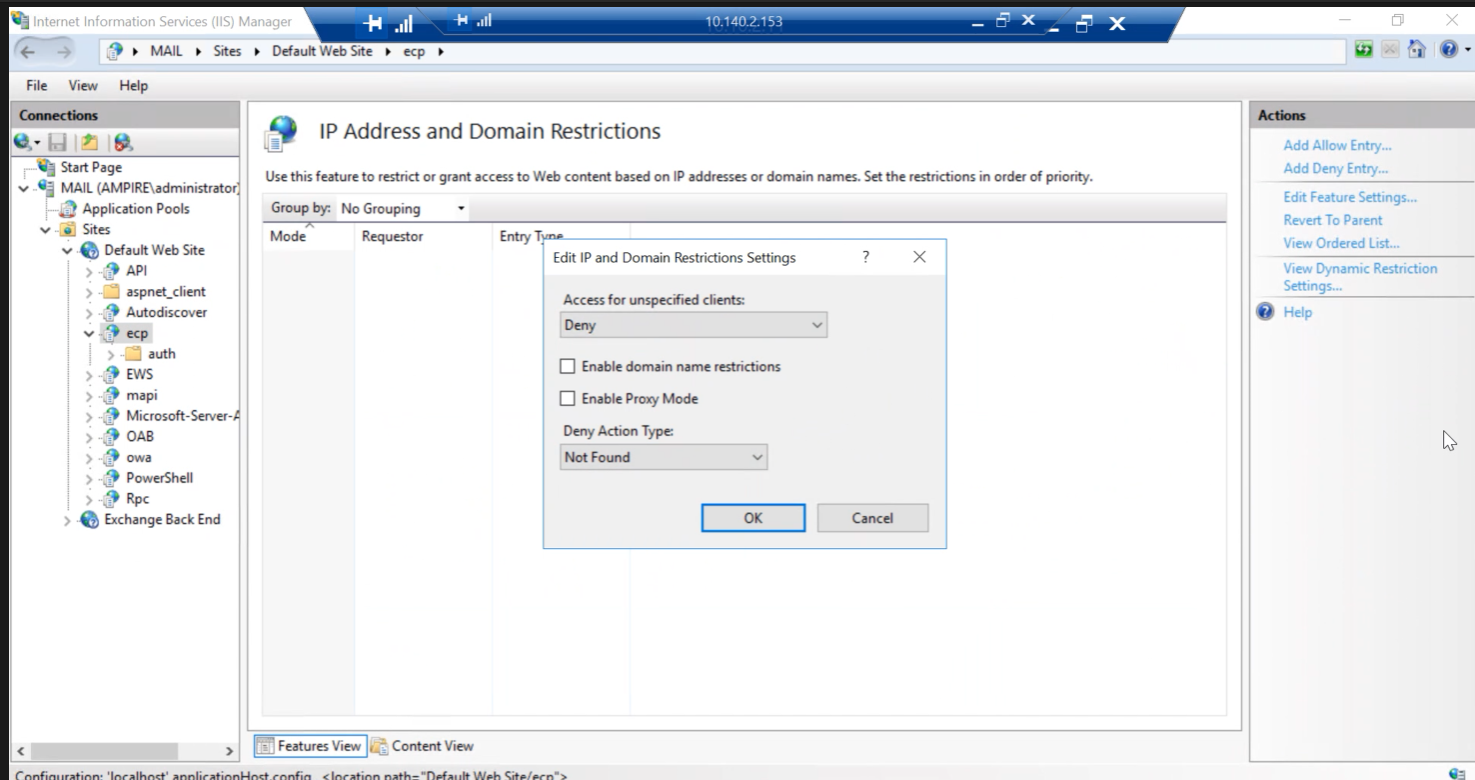 Internet Information Services (IIS) Manager
10.140.2.153
MAIL Sites Default Web Site ecp
File View Help
Connections
Start Page
MAIL (AMPIRE\administrator)
Application Pools
Sites
Default Web Site
API
aspnet_client
Autodiscover
ecp
auth
EWS
mapi
Microsoft-Server-A
OAB
owa
PowerShell
Rpc
Exchange Back End
IP Address and Domain Restrictions
Use this feature to restrict or grant access to Web content based on IP addresses or domain names. Set the restrictions in order of priority.
Group by: No Grouping
Mode Requestor Entry Type
Edit IP and Domain Restrictions Settings ?
Access for unspecified clients:
Deny
Enable domain name restrictions
Enable Proxy Mode
Deny Action Type:
Not Found
OK Cancel
Features View Content View
Actions
Add Allow Entry...
Add Deny Entry...
Edit Feature Settings...
Revert To Parent
View Ordered List...
View Dynamic Restriction
Settings...
Help
Configuration: 'localhost' applicationHost.config , <location path="Default Web Site/ecp">